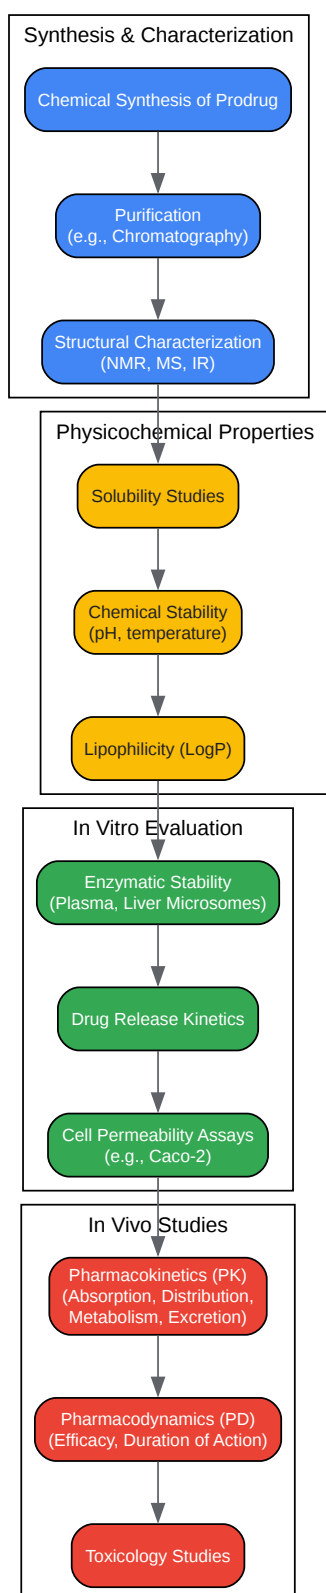 Synthesis & Characterization
Chemical Synthesis of Prodrug
Purification
(e.g., Chromatography)
Structural Characterization
(NMR, MS, IR)
Physicochemical Properties
Solubility Studies
Chemical Stability
(pH, temperature)
Lipophilicity (LogP)
In Vitro Evaluation
Enzymatic Stability
(Plasma, Liver Microsomes)
Drug Release Kinetics
Cell Permeability Assays
(e.g., Caco-2)
In Vivo Studies
Pharmacokinetics (PK)
(Absorption, Distribution,
Metabolism, Excretion)
Pharmacodynamics (PD)
(Efficacy, Duration of Action)
Toxicology Studies